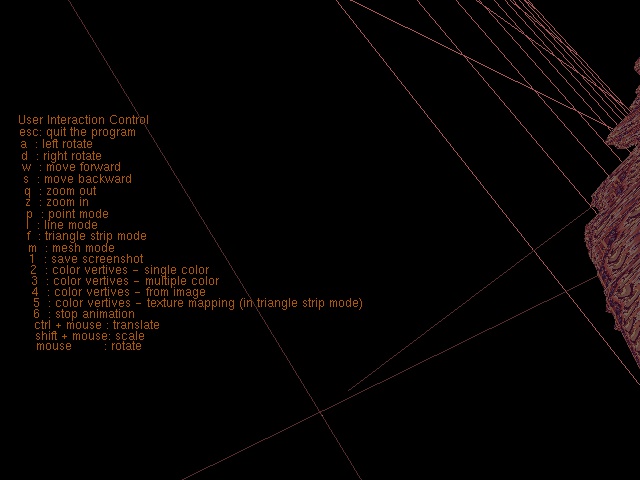 User Interaction Control
esc: quit the program
a : left rotate
d : right rotate
w : move forward
s : move backward
q : zoom out
z : zoom in
p : point mode
l : line mode
f : triangle strip mode
m : mesh mode
1 : save screenshot
2 : color vertives - single color
3 : color vertives - multiple color
4 : color vertives - from image
5 : color vertives - texture mapping (in triangle strip mode)
6 : stop animation
ctrl + mouse : translate
shift + mouse: scale
mouse : rotate